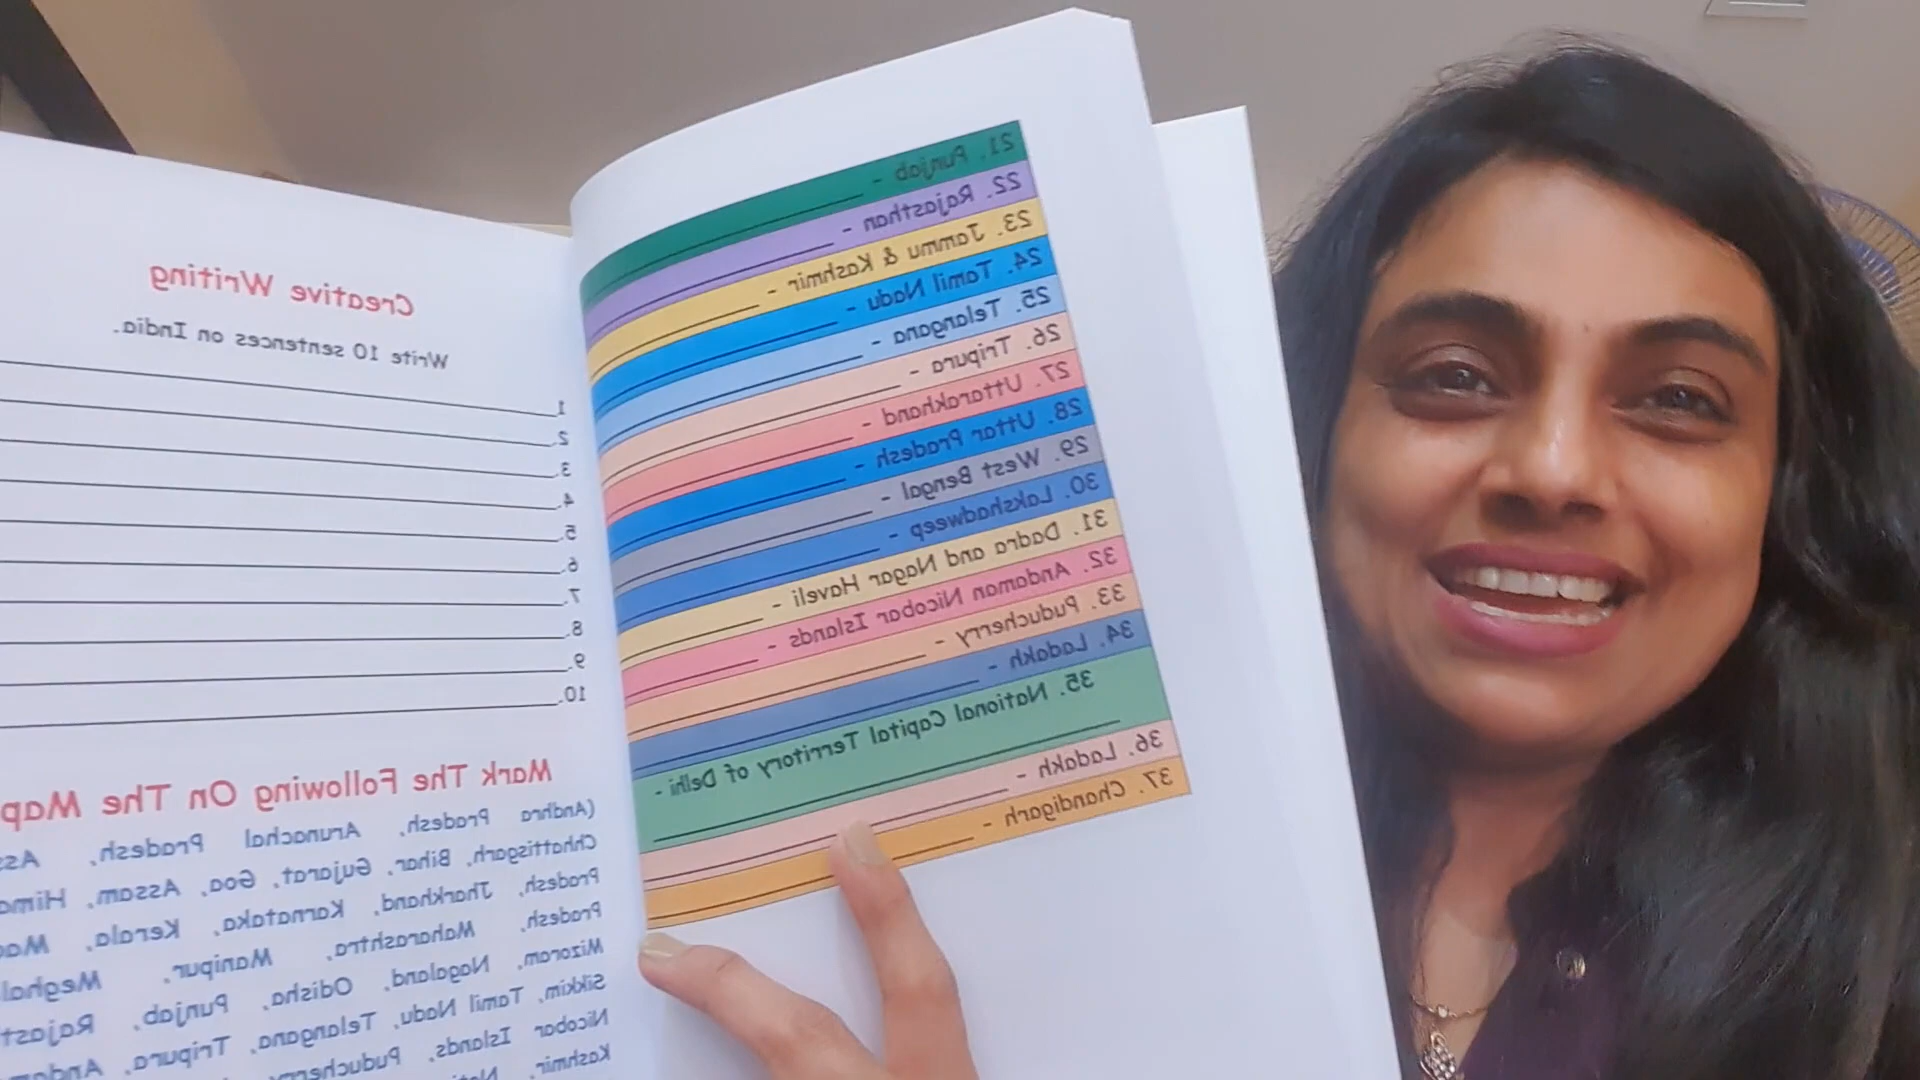 21. Punjab -
22. Rajasthan -
23. Jammu & Kashmir -
24. Tamil Nadu -
25. Telangana -
26. Tripura -
27. Uttarakhand -
28. Uttar Pradesh -
29. West Bengal -
30. Lakshadweep -
31. Dadra and Nagar Haveli -
32. Andaman Nicobar Islands -
33. Puducherry -
34. Ladakh -
35. National Capital Territory of Delhi -
36. Ladakh -
37. Chandigarh -
Creative Writing
Write 10 sentences on India.
1.
2.
3.
4.
5.
6.
7.
8.
9.
10.
Mark The Following On The Map
(Andhra Pradesh, Arunachal Pradesh,
Chhattisgarh, Bihar, Gujarat, Goa, Assam,
Pradesh, Jharkhand, Karnataka, Kerala,
Pradesh, Maharashtra, Manipur,
Mizoram, Nagaland, Odisha, Punjab,
Sikkim, Tamil Nadu, Telangana, Tripura,
Nicobar Islands, Puducherry
Kashmir,